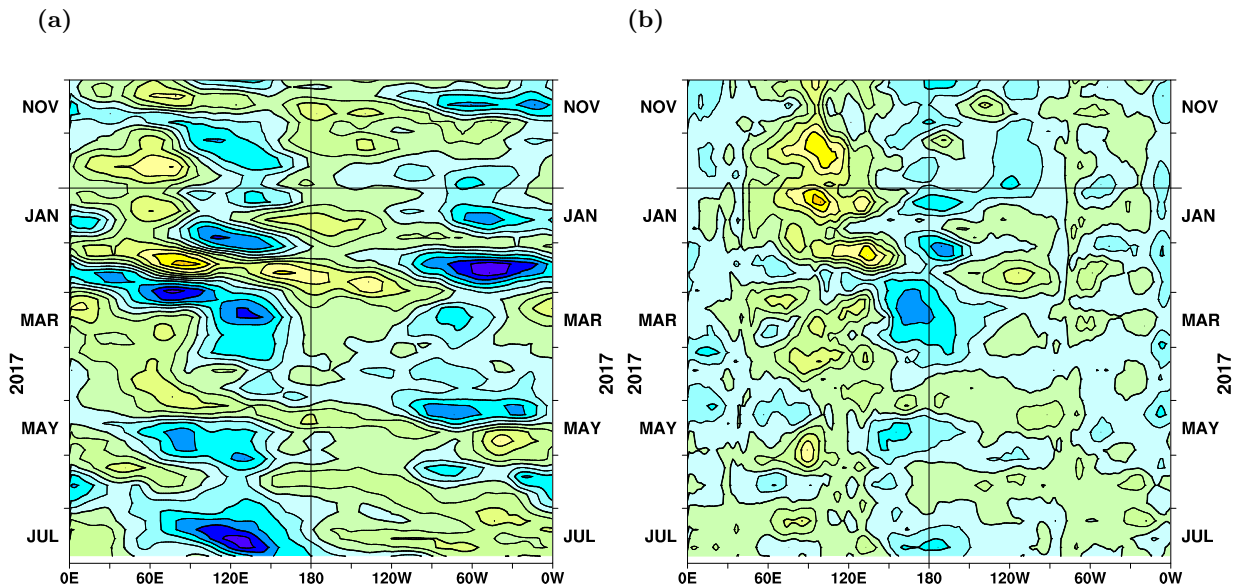 (a) (b)
NOV NOV NOV NOV
JAN JAN JAN JAN
MAR MAR MAR MAR
2017 2017 2017 2017
MAY MAY MAY MAY
JUL JUL JUL JUL
0E 60E 120E 180 120W 60W 0W 0E 60E 120E 180 120W 60W 0W